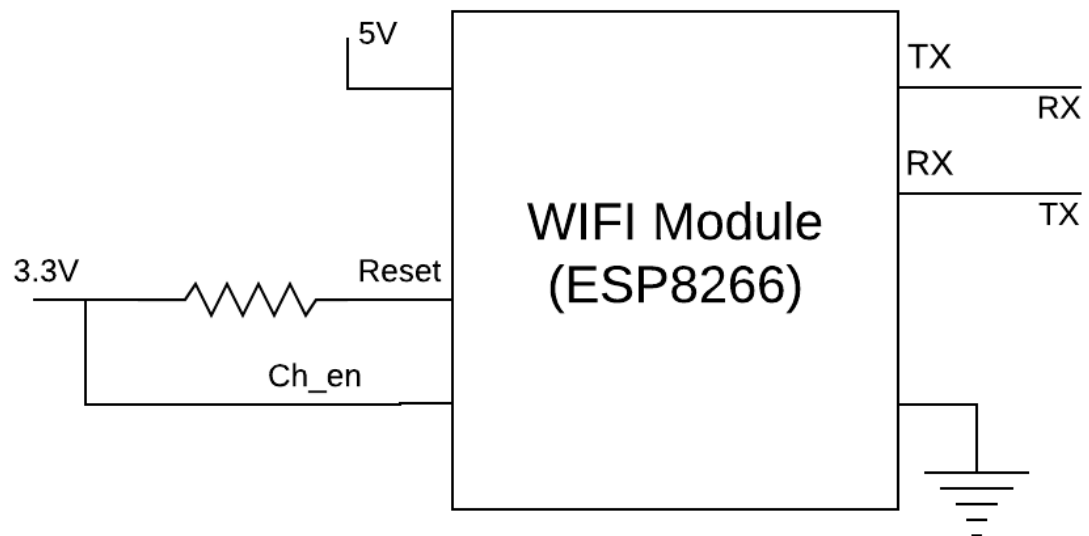 5V
TX
RX
RX
TX
WIFI Module
(ESP8266)
3.3V
Reset
Ch_en